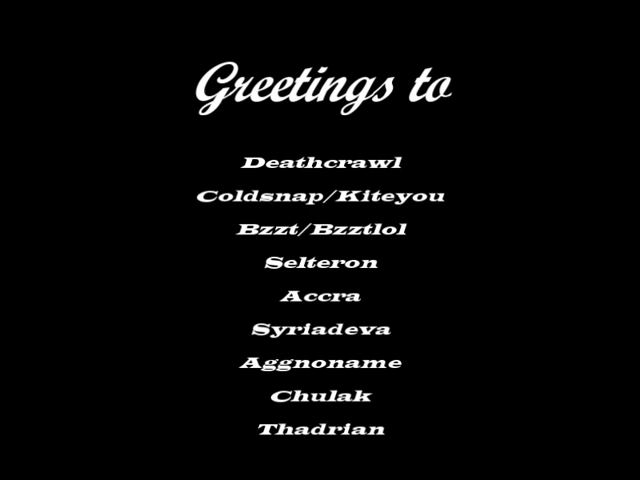 Greetings to
Deathcrawl
Coldsnap/Kiteyou
Bzzt/Bzztlol
Selteron
Accra
Syriadeva
Aggnoname
Chulak
Thadrian